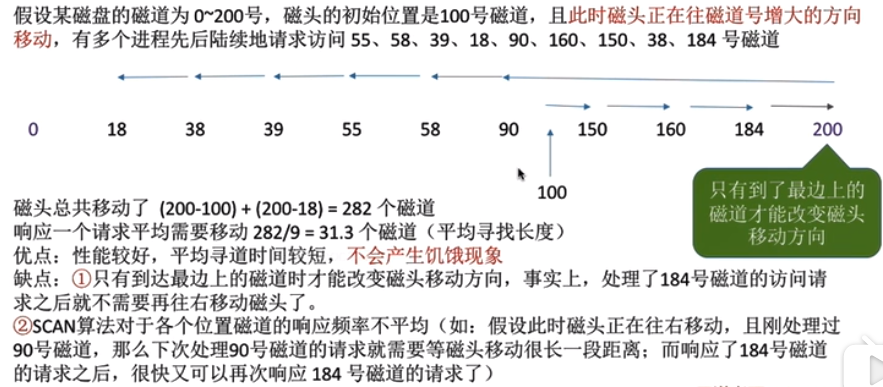 假设某磁盘的磁道为 0~200号，磁头的初始位置是100号磁道，且此时磁头正在往磁道号增大的方向
移动，有多个进程先后陆续地请求访问 55、58、39、18、90、160、150、38、184 号磁道
0 18 38 39 55 58 90 150 160 184 200
100
只有到了最边上的
磁道才能改变磁头
移动方向
磁头总共移动了 (200-100) + (200-18) = 282 个磁道
响应一个请求平均需要移动 282/9 = 31.3 个磁道（平均寻找长度）
优点：性能较好，平均寻道时间较短，不会产生饥饿现象
缺点：①只有到达最边上的磁道时才能改变磁头移动方向，事实上，处理了184号磁道的访问请
求之后就不需要再往右移动磁头了。
②SCAN算法对于各个位置磁道的响应频率不平均（如：假设此时磁头正在往右移动，且刚处理过
90号磁道，那么下次处理90号磁道的请求就需要等磁头移动很长一段距离；而响应了184号磁道
的请求之后，很快又可以再次响应 184 号磁道的请求了）